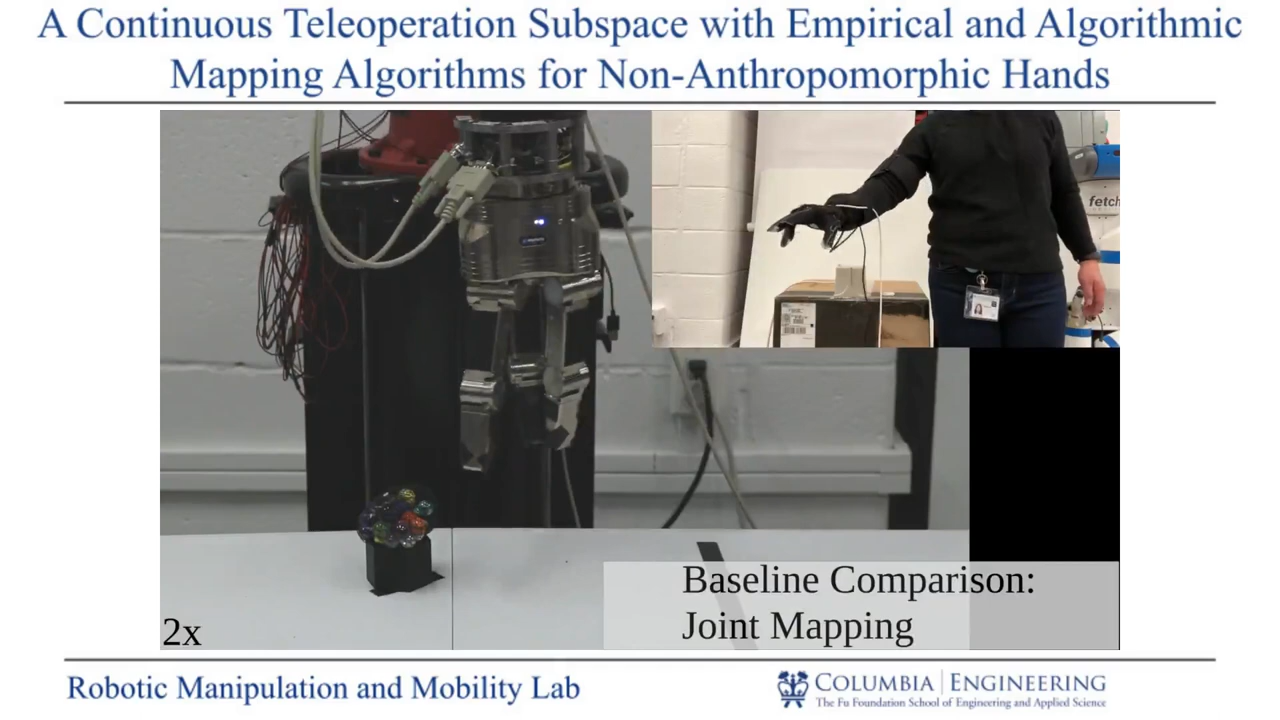 A Continuous Teleoperation Subspace with Empirical and Algorithmic
Mapping Algorithms for Non-Anthropomorphic Hands
fetch
Baseline Comparison:
Joint Mapping
2x
Robotic Manipulation and Mobility Lab
COLUMBIA | ENGINEERING
The Fu Foundation School of Engineering and Applied Science